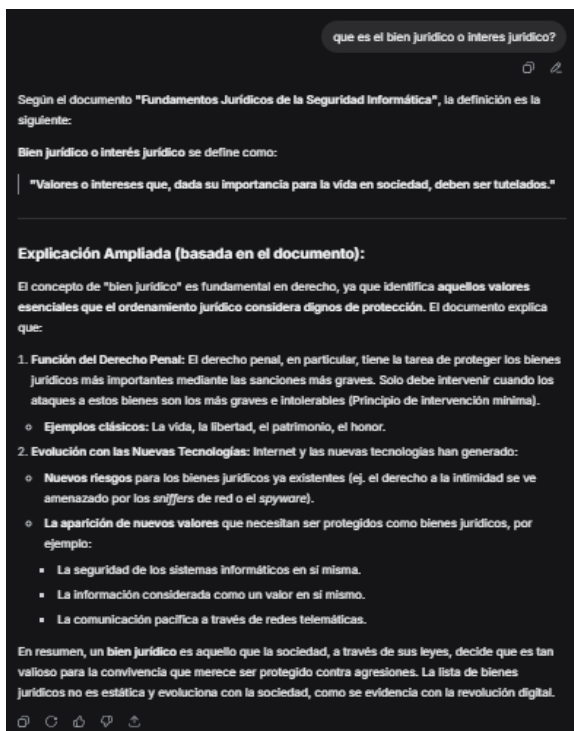 que es el bien juridico o interes juridico?
Según el documento "Fundamentos Jurídicos de la Seguridad Informática", la definición es la
siguiente:
Bien jurídico o interés jurídico se define como:
"Valores o intereses que, dada su importancia para la vida en sociedad, deben ser tutelados."
Explicación Ampliada (basada en el documento):
El concepto de "bien jurídico" es fundamental en derecho, ya que identifica aquellos valores
esenciales que el ordenamiento jurídico considera dignos de protección. El documento explica
que:
1. Función del Derecho Penal: El derecho penal, en particular, tiene la tarea de proteger los bienes
jurídicos más importantes mediante las sanciones más graves. Solo debe intervenir cuando los
ataques a estos bienes son los más graves e intolerables (Principio de intervención mínima).
Ejemplos clásicos: La vida, la libertad, el patrimonio, el honor.
2. Evolución con las Nuevas Tecnologías: Internet y las nuevas tecnologías han generado:
Nuevos riesgos para los bienes jurídicos ya existentes (ej. el derecho a la intimidad se ve
amenazado por los sniffers de red o el spyware).
La aparición de nuevos valores que necesitan ser protegidos como bienes jurídicos, por
ejemplo:
La seguridad de los sistemas informáticos en sí misma.
La información considerada como un valor en sí mismo.
La comunicación pacífica a través de redes telemáticas.
En resumen, un bien jurídico es aquello que la sociedad, a través de sus leyes, decide que es tan
valioso para la convivencia que merece ser protegido contra agresiones. La lista de bienes
jurídicos no es estática y evoluciona con la sociedad, como se evidencia con la revolución digital.